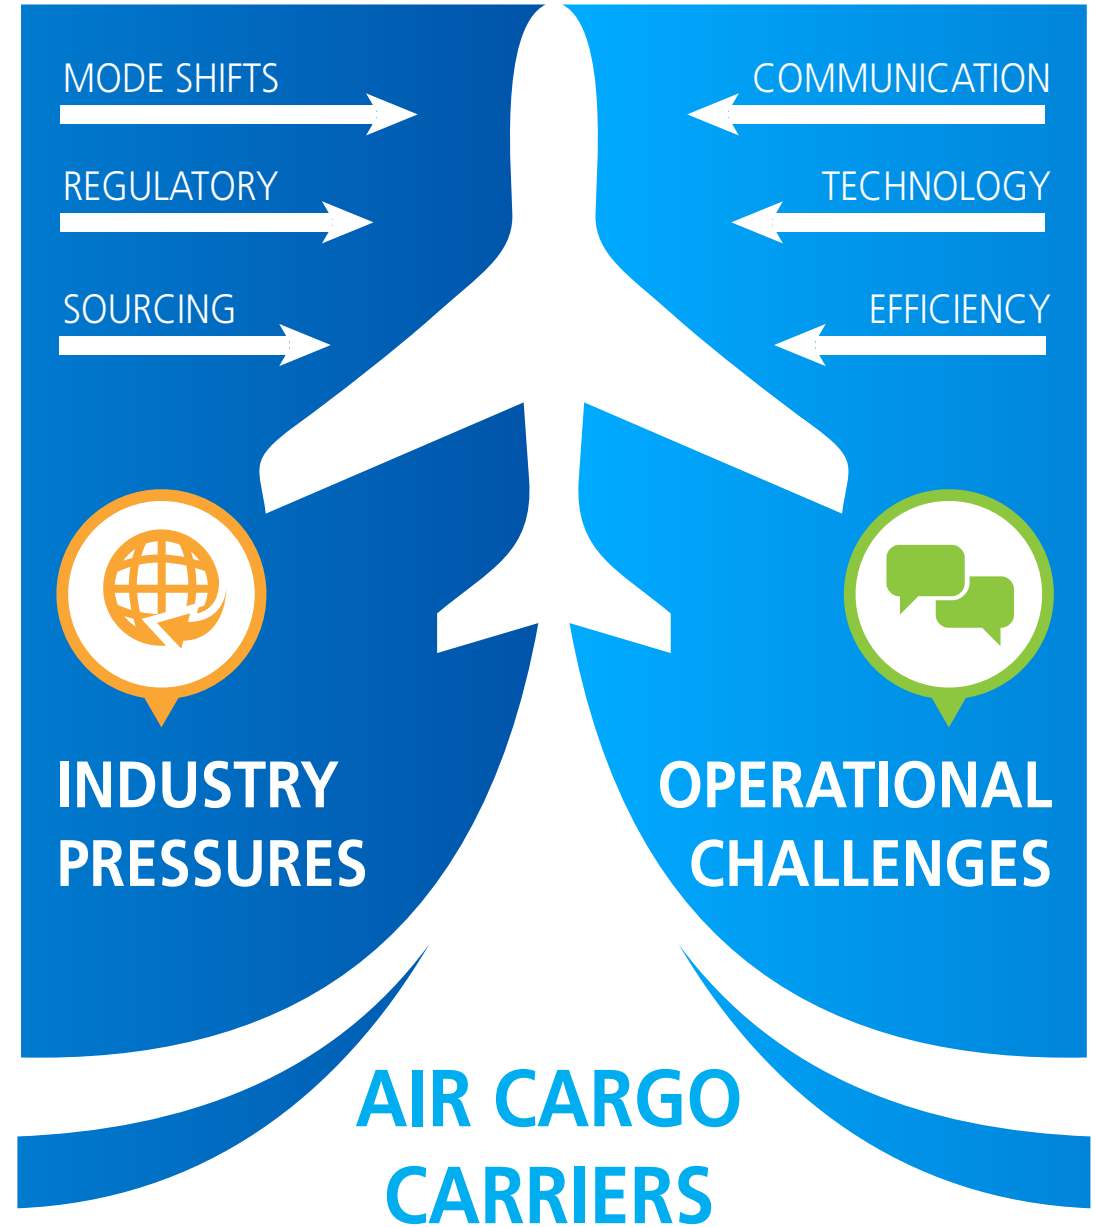 MODE SHIFTS
REGULATORY
SOURCING
COMMUNICATION
TECHNOLOGY
EFFICIENCY
INDUSTRY
PRESSURES
OPERATIONAL
CHALLENGES
AIR CARGO
CARRIERS